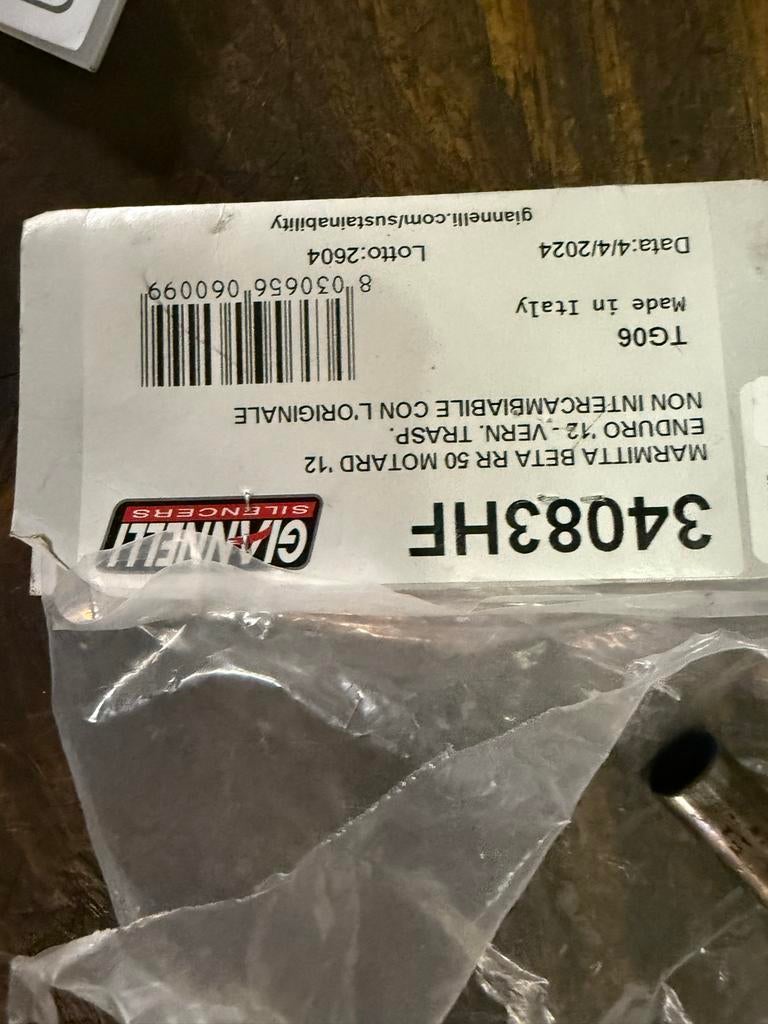 34083HF
GIANNELLI
SILENCERS
MARMITTA BETA RR 50 MOTARD '12
ENDURO '12 - VERN. TRASP.
NON INTERCAMBIABILE CON L'ORIGINALE
TG06
Made in Italy
8 030656 060099
Data:4/4/2024 Lotto:2604
giannelli.com/sustainability